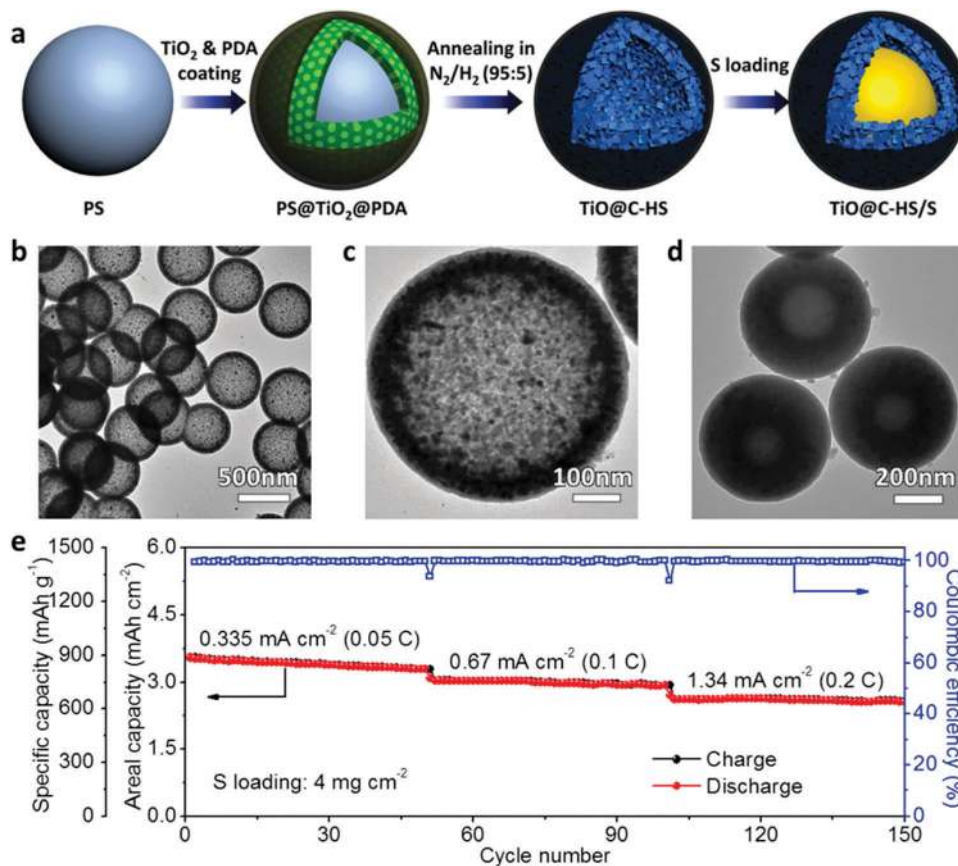 a
TiO₂ & PDA
coating
Annealing in
N₂/H₂ (95:5)
S loading
PS
PS@TiO₂@PDA
TiO@C-HS
TiO@C-HS/S
b
500nm
c
100nm
d
200nm
e
Specific capacity (mAh g⁻¹)
1500
1200
900
600
300
0
Areal capacity (mAh cm⁻²)
6.0
4.5
3.0
1.5
0.0
0.335 mA cm⁻² (0.05 C)
0.67 mA cm⁻² (0.1 C)
1.34 mA cm⁻² (0.2 C)
S loading: 4 mg cm⁻²
Charge
Discharge
100
80
60
40
20
0
Coulombic efficiency (%)
0
30
60
90
120
150
Cycle number